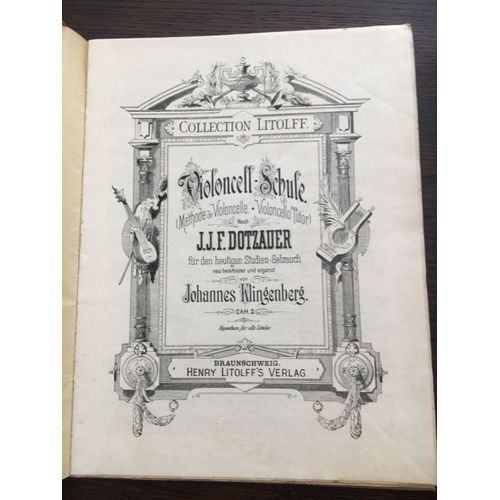 COLLECTION LITOLFF.
Violoncell-Schule.
(Méthode de Violoncelle. - Violoncello Tutor)
Nach
J.J.F. DOTZAUER
für den heutigen Studien-Gebrauch
neu bearbeitet und ergänzt
von
Johannes Klingenberg.
CAH. 2.
Eigenthum für alle Länder
BRAUNSCHWEIG.
HENRY LITOLFF'S VERLAG